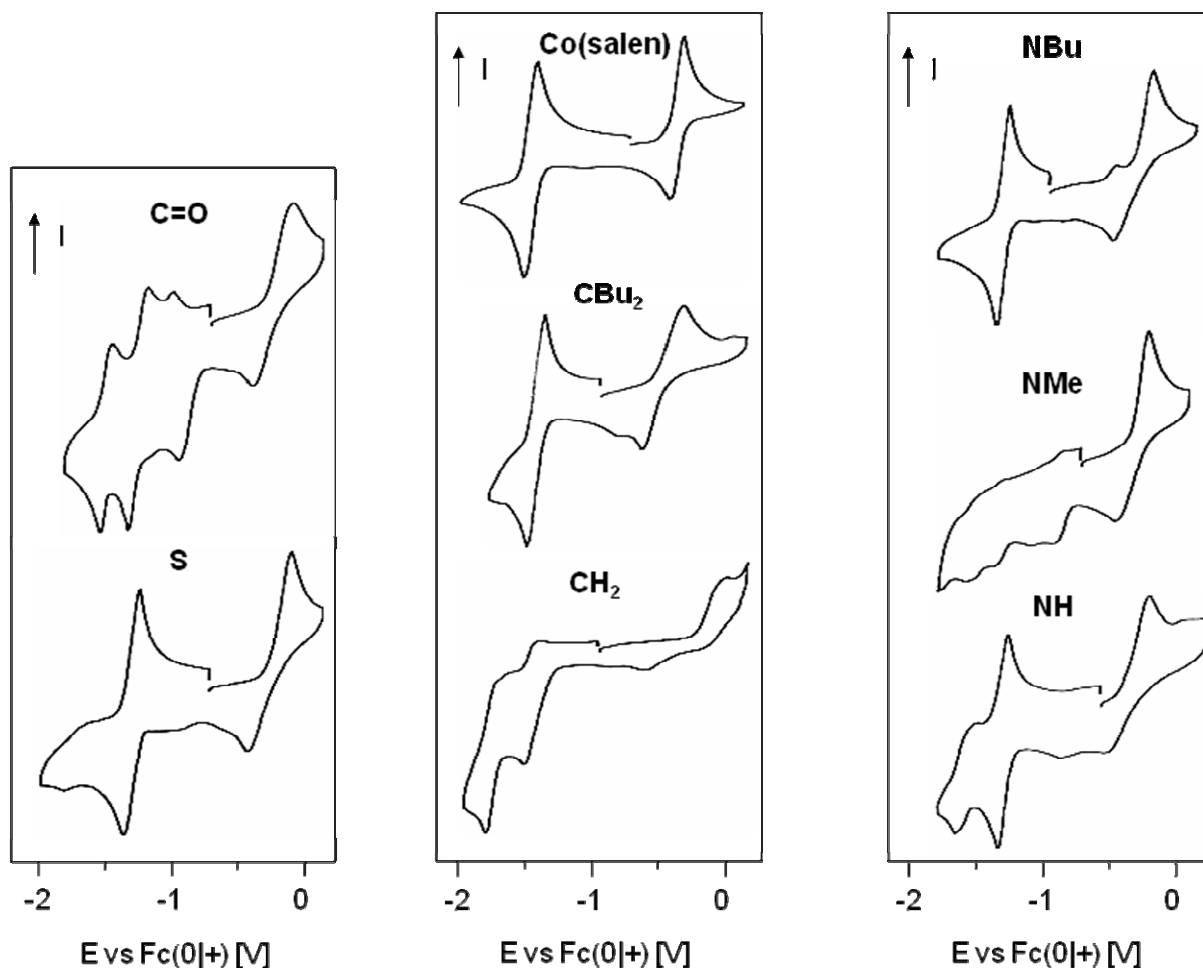 C=O
I
S
-2
-1
0
E vs Fc(0|+) [V]
Co(salen)
I
CBu₂
CH₂
-2
-1
0
E vs Fc(0|+) [V]
NBu
I
NMe
NH
-2
-1
0
E vs Fc(0|+) [V]